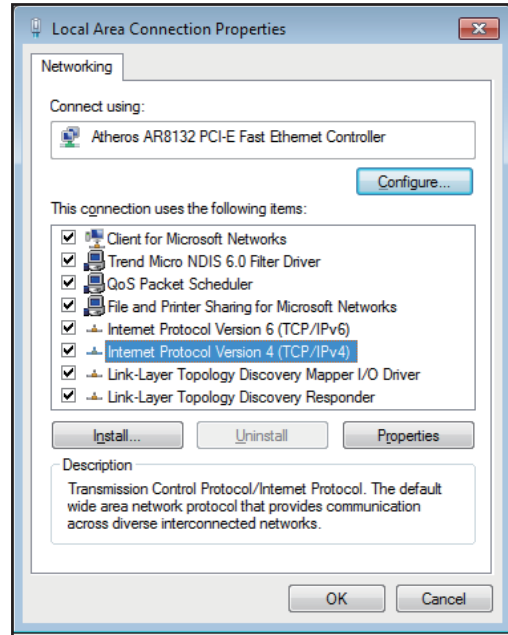 Local Area Connection Properties
Networking
Connect using:
Atheros AR8132 PCI-E Fast Ethernet Controller
Configure...
This connection uses the following items:
Client for Microsoft Networks
Trend Micro NDIS 6.0 Filter Driver
QoS Packet Scheduler
File and Printer Sharing for Microsoft Networks
Internet Protocol Version 6 (TCP/IPv6)
Internet Protocol Version 4 (TCP/IPv4)
Link-Layer Topology Discovery Mapper I/O Driver
Link-Layer Topology Discovery Responder
Install... Uninstall Properties
Description
Transmission Control Protocol/Internet Protocol. The default
wide area network protocol that provides communication
across diverse interconnected networks.
OK Cancel